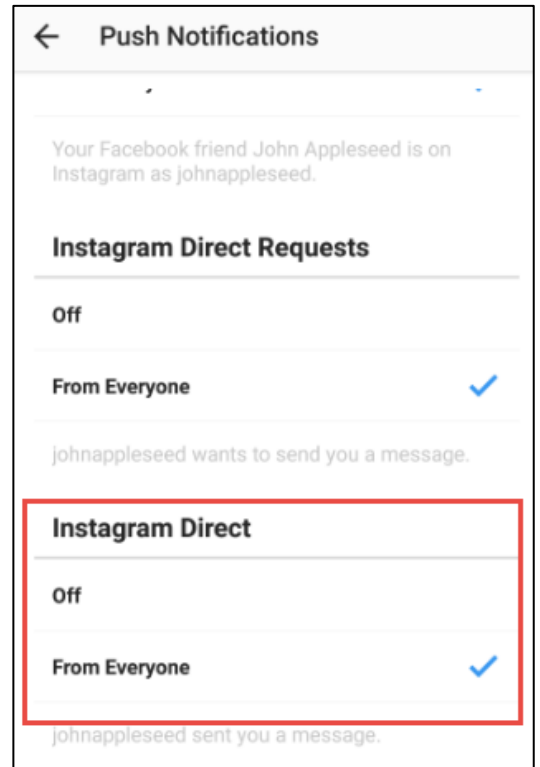 Push Notifications
Your Facebook friend John Appleseed is on
Instagram as johnappleseed.
Instagram Direct Requests
Off
From Everyone
johnappleseed wants to send you a message.
Instagram Direct
Off
From Everyone
johnappleseed sent you a message.